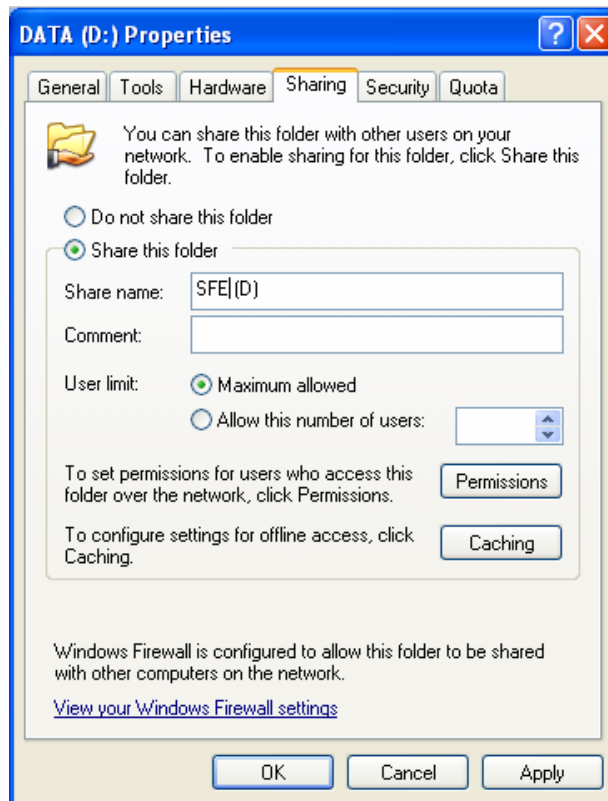 DATA (D:) Properties
General Tools Hardware Sharing Security Quota
You can share this folder with other users on your
network. To enable sharing for this folder, click Share this
folder.
Do not share this folder
Share this folder
Share name: SFE (D)
Comment:
User limit: Maximum allowed
Allow this number of users:
To set permissions for users who access this
folder over the network, click Permissions.
Permissions
To configure settings for offline access, click
Caching.
Caching
Windows Firewall is configured to allow this folder to be shared
with other computers on the network.
View your Windows Firewall settings
OK Cancel Apply